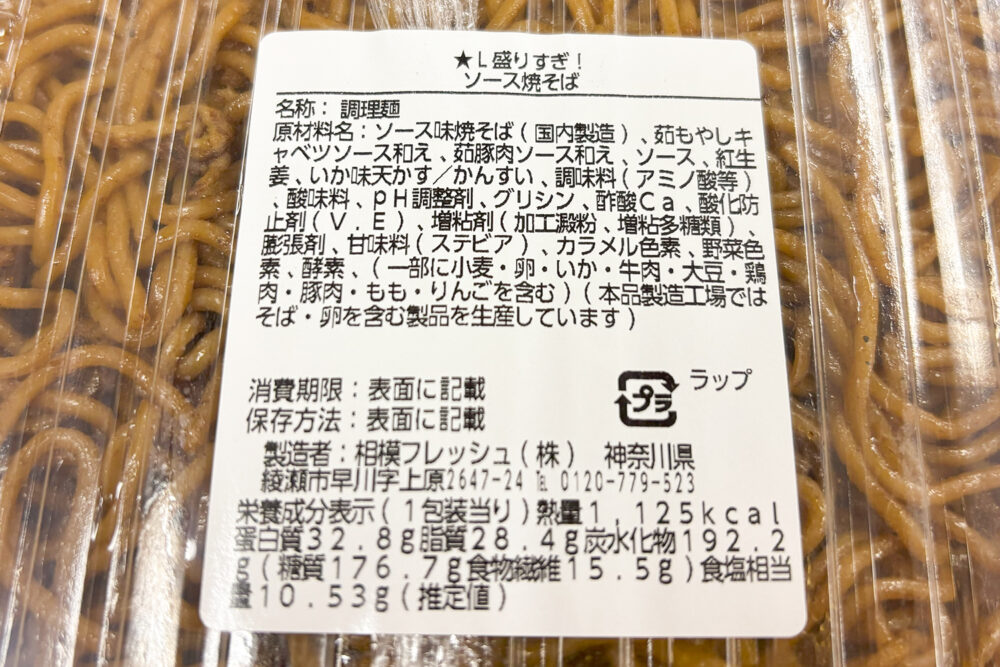 ★L盛りすぎ！
ソース焼そば
名称：調理麺
原材料名：ソース味焼そば（国内製造）、茹もやしキ
ャベツソース和え、茹豚肉ソース和え、ソース、紅生
姜、いか味天かす／かんすい、調味料（アミノ酸等）
、酸味料、pH調整剤、グリシン、酢酸Ca、酸化防
止剤（V．E）、増粘剤（加工澱粉、増粘多糖類）、
膨張剤、甘味料（ステビア）、カラメル色素、野菜色
素、酵素、（一部に小麦・卵・いか・牛肉・大豆・鶏
肉・豚肉・もも・りんごを含む）（本品製造工場では
そば・卵を含む製品を生産しています）
消費期限：表面に記載
保存方法：表面に記載
プラ ラップ
製造者：相模フレッシュ（株） 神奈川県
綾瀬市早川字上原2647-24 ℡ 0120-779-523
栄養成分表示（1包装当り）熱量1，125kcal
蛋白質32．8g脂質28．4g炭水化物192．2
g（糖質176．7g食物繊維15．5g）食塩相当
量10．53g（推定値）